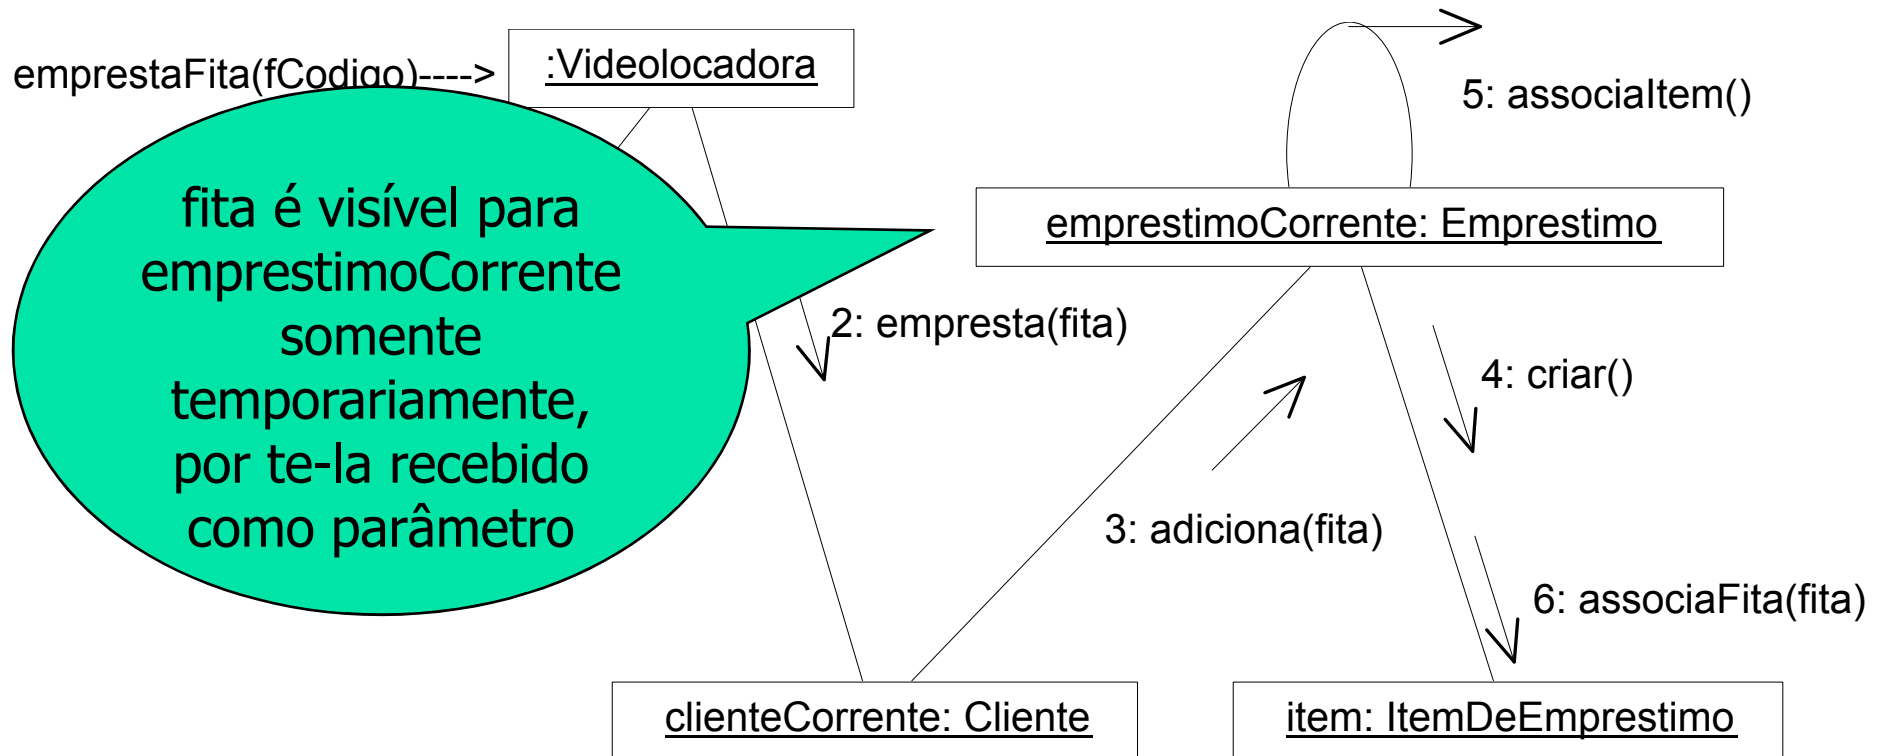 emprestaFita(fCodigo)---->
:Videolocadora
5: associaItem()
fita é visível para
emprestimoCorrente
somente
temporariamente,
por te-la recebido
como parâmetro
emprestimoCorrente: Emprestimo
2: empresta(fita)
4: criar()
3: adiciona(fita)
6: associaFita(fita)
clienteCorrente: Cliente
item: ItemDeEmprestimo